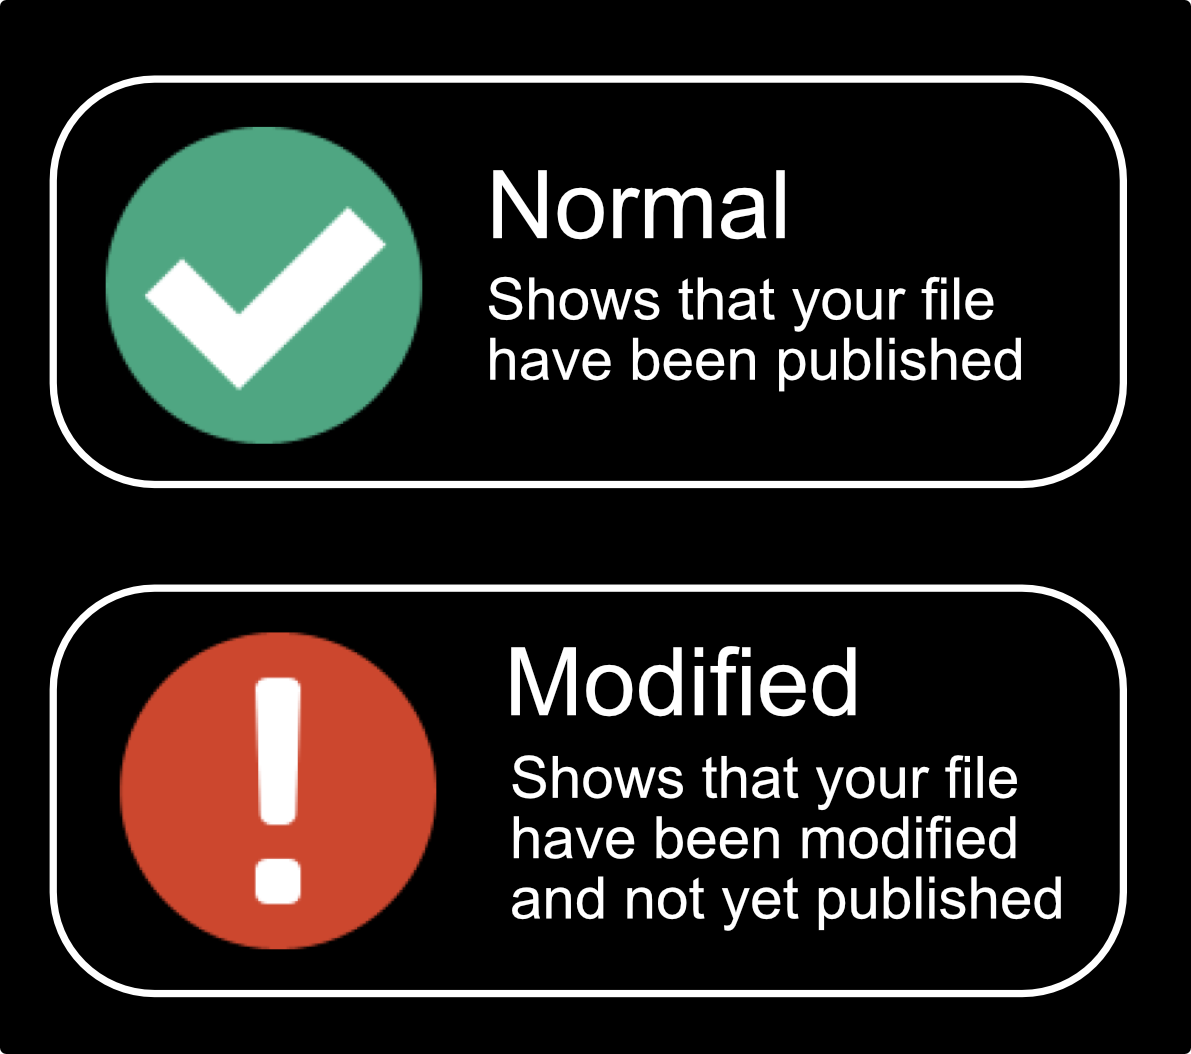 Normal
Shows that your file
have been published
Modified
Shows that your file
have been modified
and not yet published